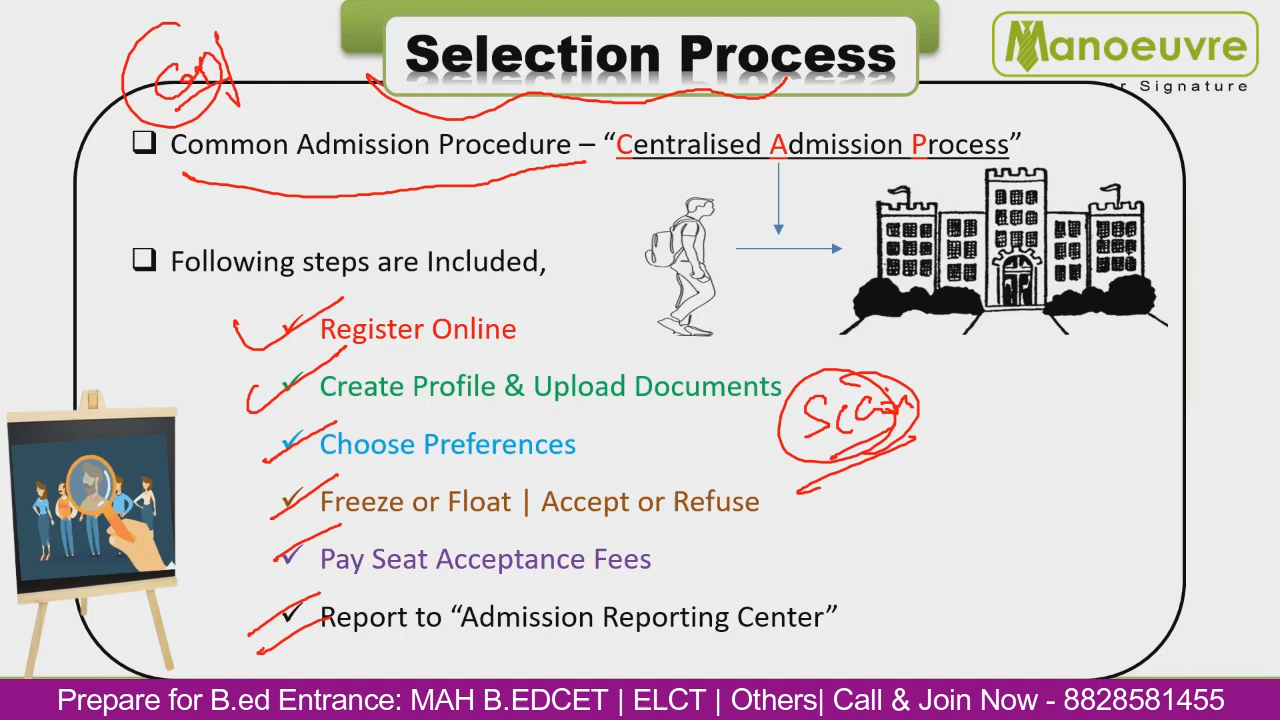 Selection Process
Manoeuvre
r Signature
Common Admission Procedure – “Centralised Admission Process”
Following steps are Included,
Register Online
Create Profile & Upload Documents
Scan
Choose Preferences
Freeze or Float | Accept or Refuse
Pay Seat Acceptance Fees
Report to “Admission Reporting Center”
Prepare for B.ed Entrance: MAH B.EDCET | ELCT | Others| Call & Join Now - 8828581455